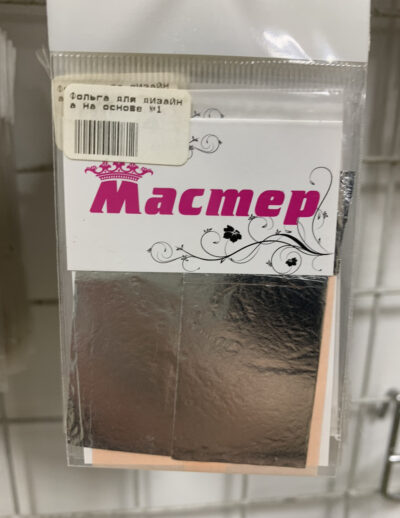 Фольга для дизайн
а на основе №1
Мастер